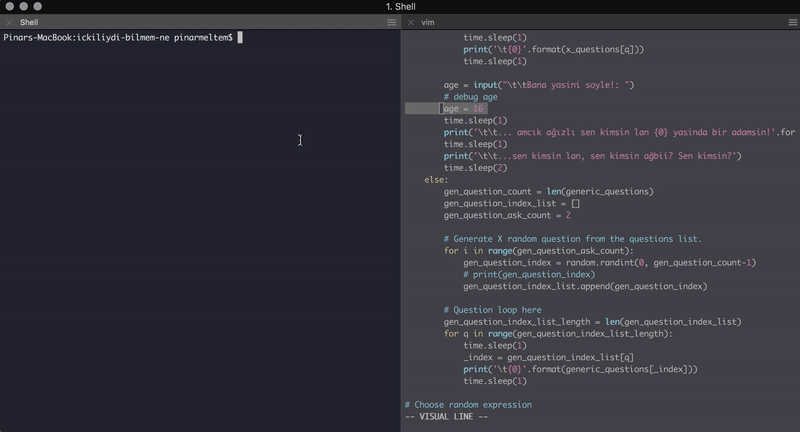 1. Shell
Shell
vim
Pinars-MacBook:ickiliydi-bilmem-ne pinarmeltem$
time.sleep(1)
print('\t{0}'.format(x_questions[q]))
time.sleep(1)
age = input("\t\tBana yasini soyle!: ")
# debug age
age = 16
time.sleep(1)
print('\t\t... amcık ağızlı sen kimsin lan {0} yasinda bir adamsin!'.for
time.sleep(1)
print('\t\t...sen kimsin lan, sen kimsin ağbii? Sen kimsin?')
time.sleep(2)
else:
gen_question_count = len(generic_questions)
gen_question_index_list = []
gen_question_ask_count = 2
# Generate X random question from the questions list.
for i in range(gen_question_ask_count):
gen_question_index = random.randint(0, gen_question_count-1)
# print(gen_question_index)
gen_question_index_list.append(gen_question_index)
# Question loop here
gen_question_index_list_length = len(gen_question_index_list)
for q in range(gen_question_index_list_length):
time.sleep(1)
_index = gen_question_index_list[q]
print('\t{0}'.format(generic_questions[_index]))
time.sleep(1)
# Choose random expression
-- VISUAL LINE --